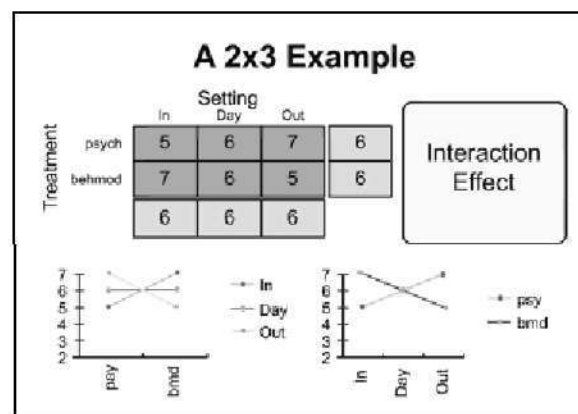 A 2x3 Example
Setting
In Day Out
Treatment
psych 5 6 7 6
behmod 7 6 5 6
6 6 6
Interaction
Effect
7
6
5
4
3
2
psy bmd
In
Day
Out
7
6
5
4
3
2
In Day Out
psy
bmd